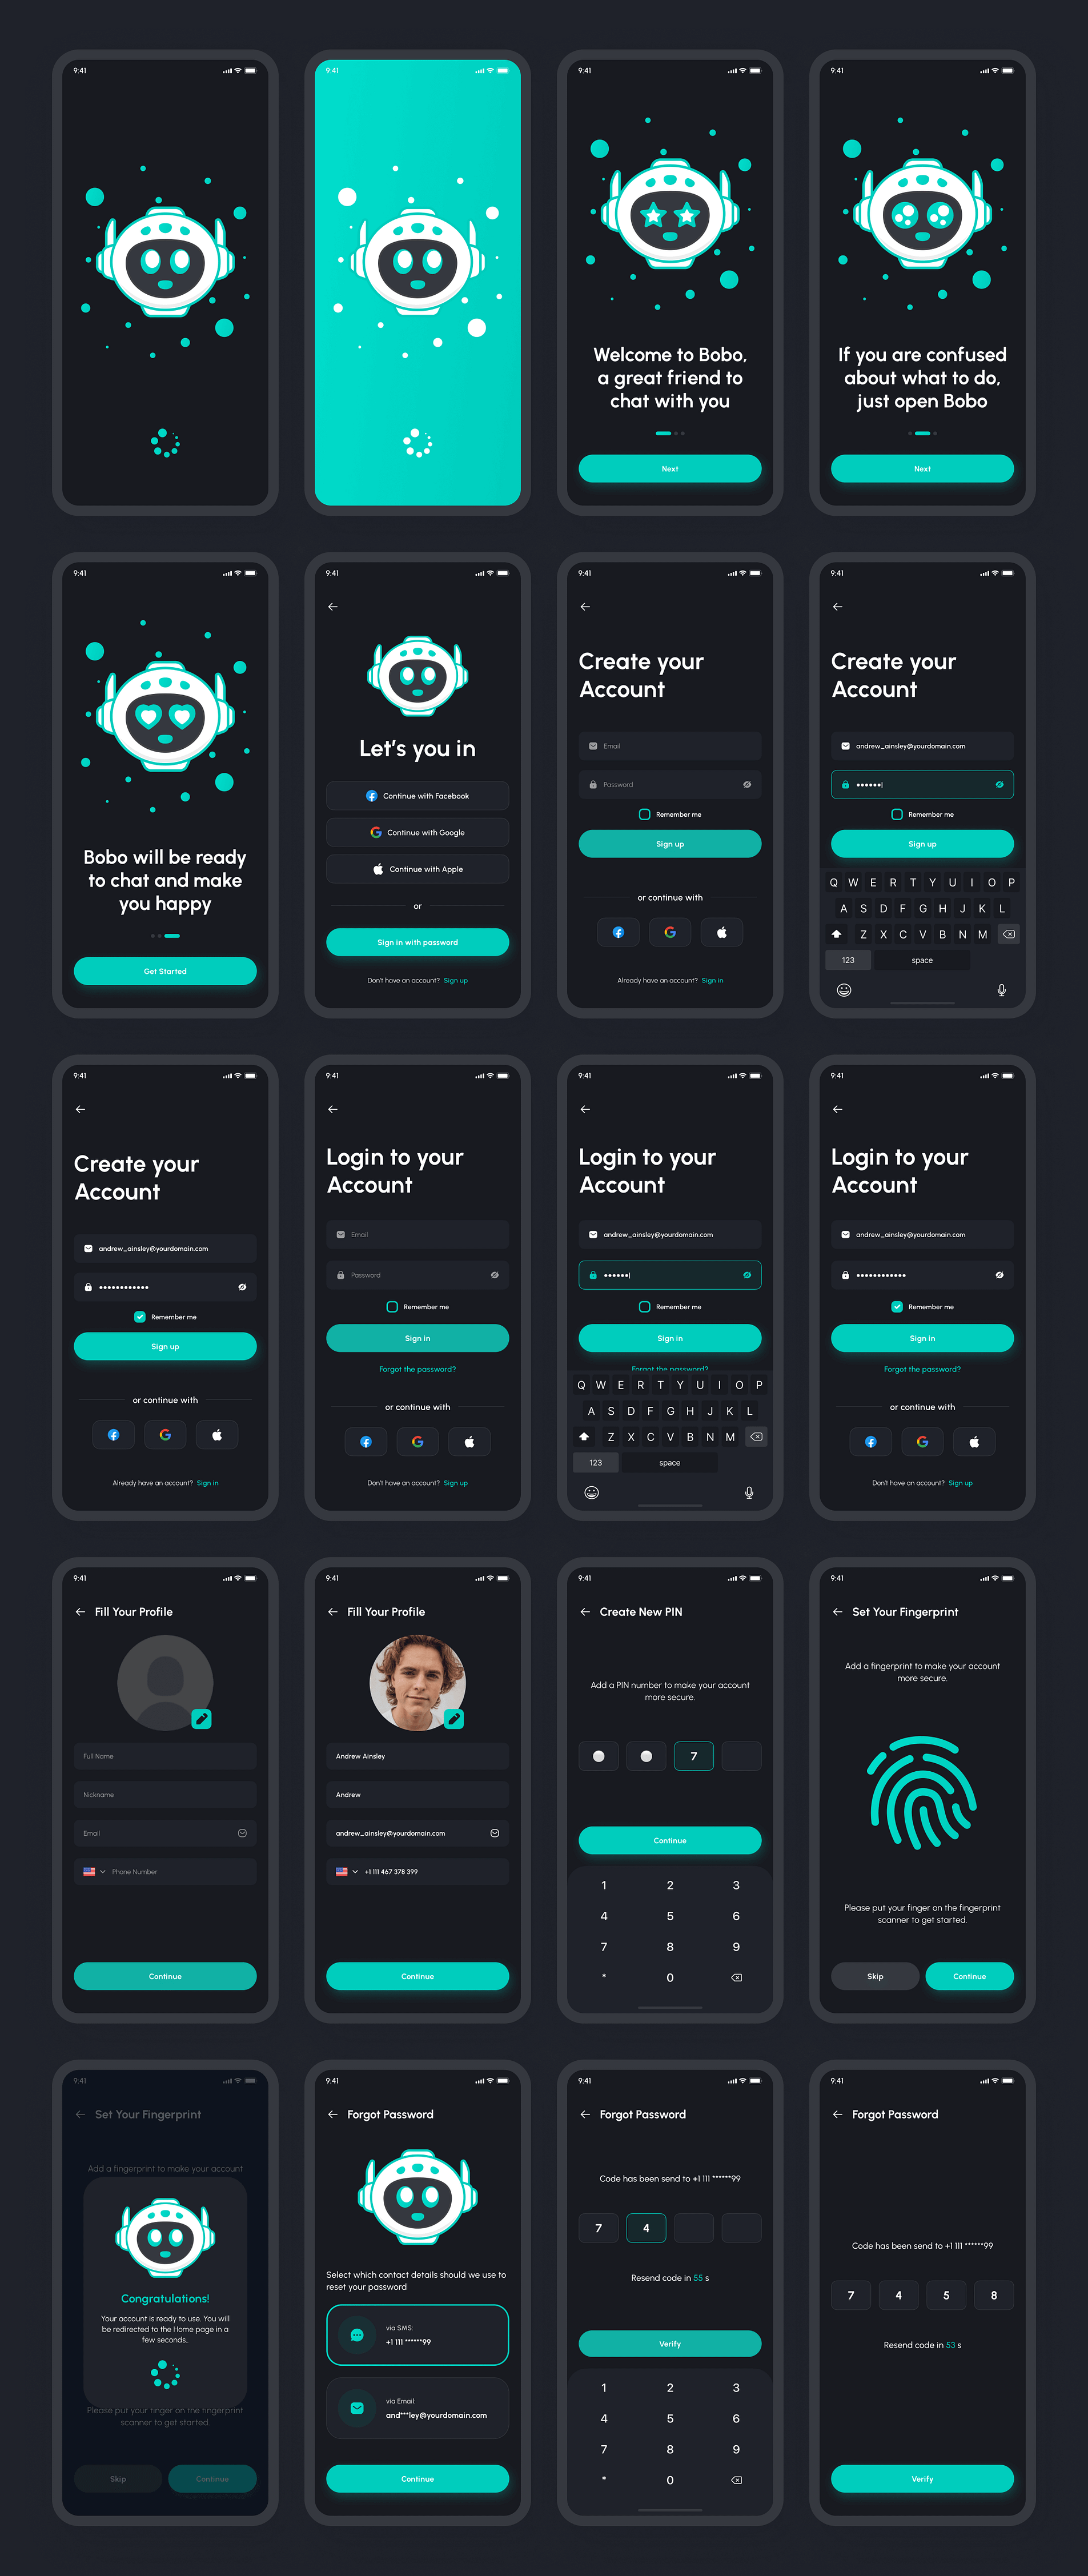 9:41
9:41
9:41
Welcome to Bobo,
a great friend to
chat with you
Next
9:41
If you are confused
about what to do,
just open Bobo
Next
9:41
Bobo will be ready
to chat and make
you happy
Get Started
9:41
Let's you in
Continue with Facebook
Continue with Google
Continue with Apple
or
Sign in with password
Don't have an account? Sign up
9:41
Create your
Account
Email
Password
Remember me
Sign up
or continue with
Already have an account? Sign in
9:41
Create your
Account
andrew_ainsley@yourdomain.com
Remember me
Sign up
Q W E R T Y U I O P
A S D F G H J K L
Z X C V B N M
123 space
9:41
Create your
Account
andrew_ainsley@yourdomain.com
Remember me
Sign up
or continue with
Already have an account? Sign in
9:41
Login to your
Account
Email
Password
Remember me
Sign in
Forgot the password?
or continue with
Don't have an account? Sign up
9:41
Login to your
Account
andrew_ainsley@yourdomain.com
Remember me
Sign in
Forgot the password?
Q W E R T Y U I O P
A S D F G H J K L
Z X C V B N M
123 space
9:41
Login to your
Account
andrew_ainsley@yourdomain.com
Remember me
Sign in
Forgot the password?
or continue with
Don't have an account? Sign up
9:41
Fill Your Profile
Full Name
Nickname
Email
Phone Number
Continue
9:41
Fill Your Profile
Andrew Ainsley
Andrew
andrew_ainsley@yourdomain.com
+1 111 467 378 399
Continue
9:41
Create New PIN
Add a PIN number to make your account
more secure.
7
Continue
1 2 3
4 5 6
7 8 9
* 0
9:41
Set Your Fingerprint
Add a fingerprint to make your account
more secure.
Please put your finger on the fingerprint
scanner to get started.
Skip Continue
9:41
Set Your Fingerprint
Add a fingerprint to make your account
Congratulations!
Your account is ready to use. You will
be redirected to the Home page in a
few seconds..
Please put your finger on the fingerprint
scanner to get started.
Skip Continue
9:41
Forgot Password
Select which contact details should we use to
reset your password
via SMS:
+1 111 ******99
via Email:
and***ley@yourdomain.com
Continue
9:41
Forgot Password
Code has been send to +1 111 ******99
7 4
Resend code in 55 s
Verify
1 2 3
4 5 6
7 8 9
* 0
9:41
Forgot Password
Code has been send to +1 111 ******99
7 4 5 8
Resend code in 53 s
Verify